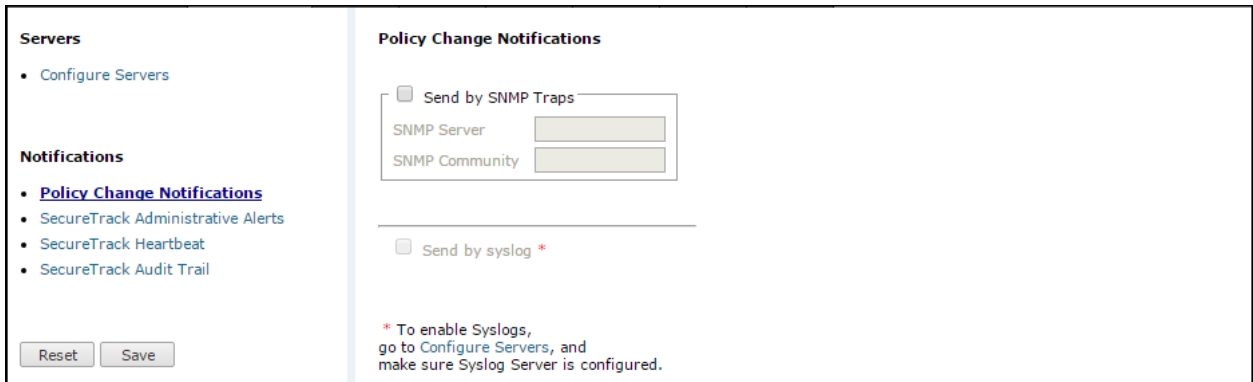 Servers
• Configure Servers
Notifications
• Policy Change Notifications
• SecureTrack Administrative Alerts
• SecureTrack Heartbeat
• SecureTrack Audit Trail
Reset Save
Policy Change Notifications
Send by SNMP Traps
SNMP Server
SNMP Community
Send by syslog *
* To enable Syslogs,
go to Configure Servers, and
make sure Syslog Server is configured.